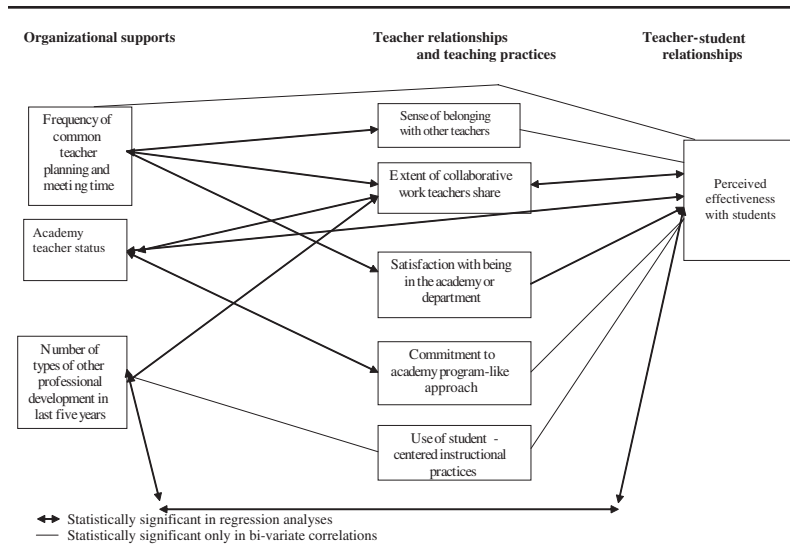 Organizational supports
Teacher relationships
and teaching practices
Teacher-student
relationships
Frequency of
common
teacher
planning and
meeting time
Academy
teacher status
Number of
types of other
professional
development in
last five years
Sense of belonging
with other teachers
Extent of collaborative
work teachers share
Satisfaction with being
in the academy or
department
Commitment to
academy program-like
approach
Use of student -
centered instructional
practices
Perceived
effectiveness
with students
Statistically significant in regression analyses
Statistically significant only in bi-variate correlations